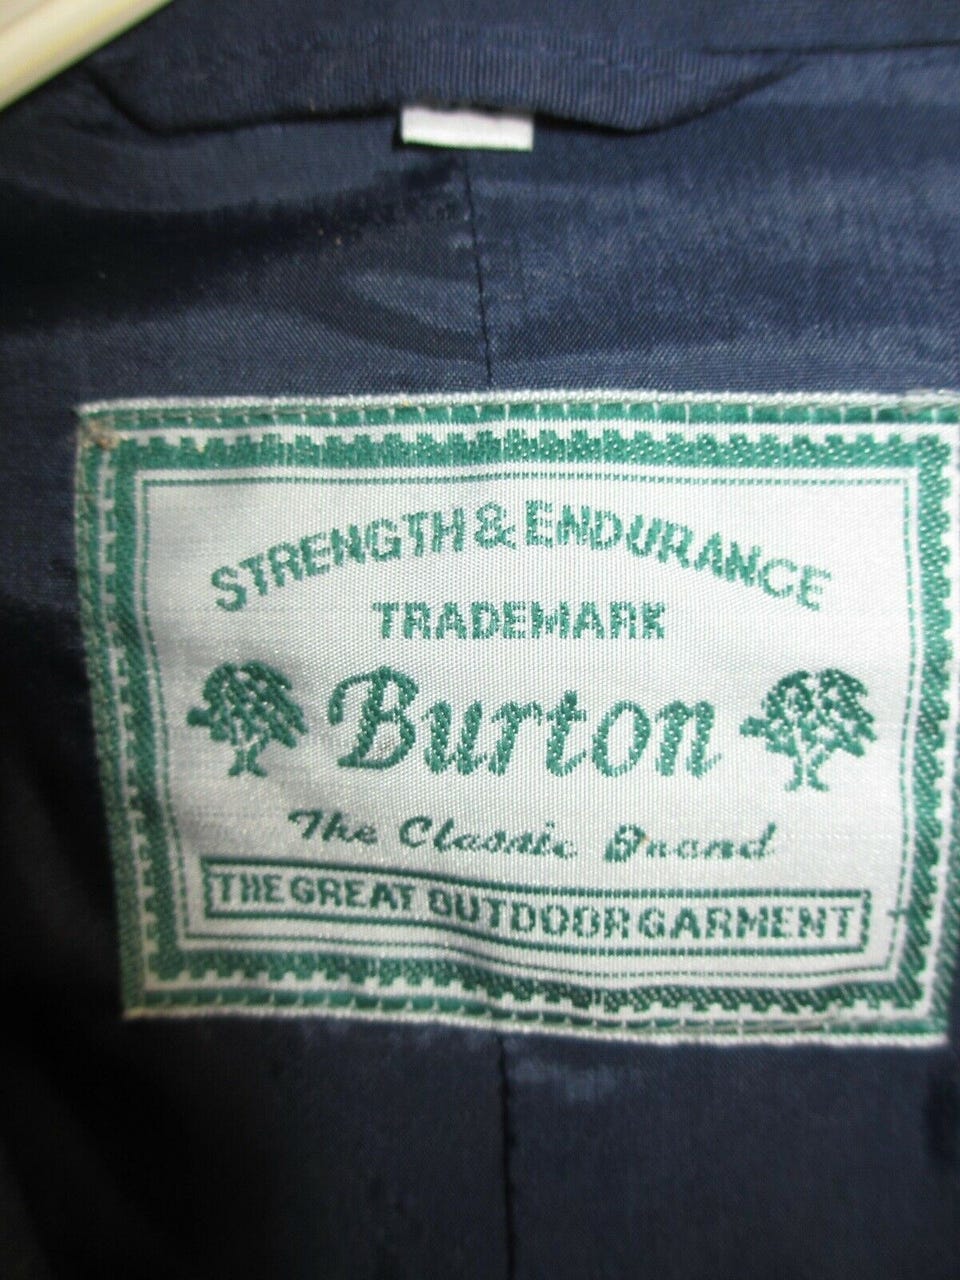 STRENGTH & ENDURANCE
TRADEMARK
Burton
The Classic Brand
THE GREAT OUTDOOR GARMENT